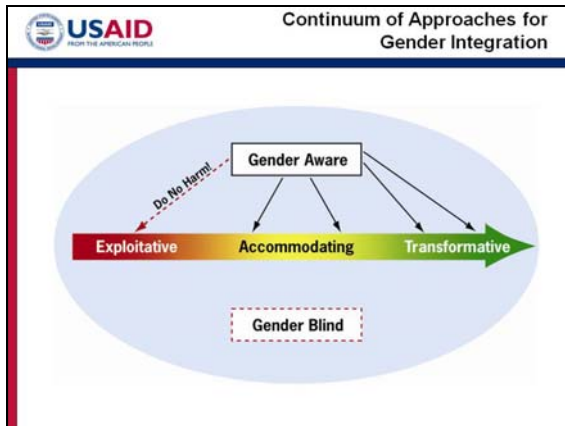 USAID
FROM THE AMERICAN PEOPLE
Continuum of Approaches for
Gender Integration
Gender Aware
Do No Harm!
Exploitative
Accommodating
Transformative
Gender Blind